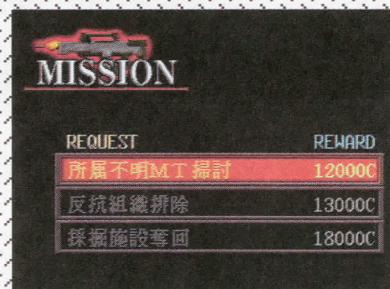 MISSION
REQUEST REWARD
所属不明MT掃討 12000C
反抗組織排除 13000C
採掘施設奪回 18000C